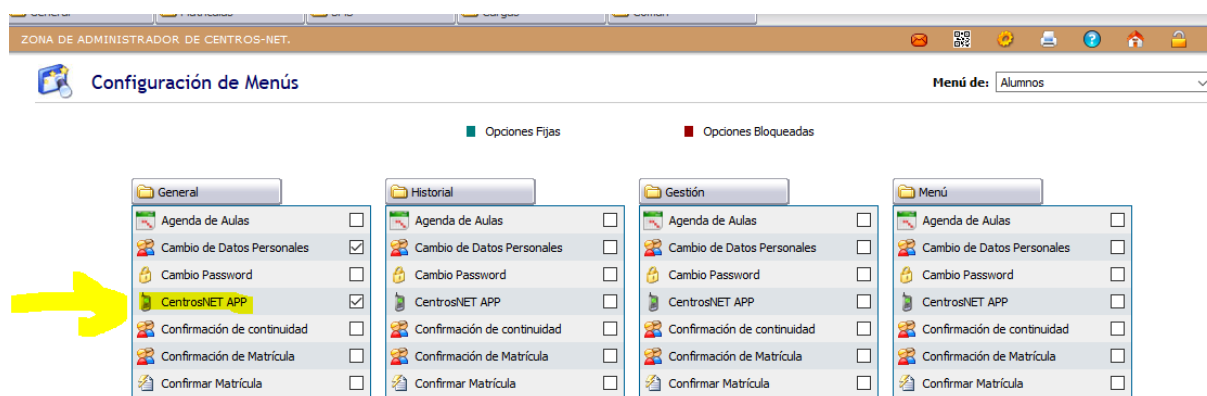 ZONA DE ADMINISTRADOR DE CENTROS-NET.
Configuración de Menús
Menú de: Alumnos
Opciones Fijas Opciones Bloqueadas
General Historial Gestión Menú
Agenda de Aulas Agenda de Aulas Agenda de Aulas Agenda de Aulas
Cambio de Datos Personales Cambio de Datos Personales Cambio de Datos Personales Cambio de Datos Personales
Cambio Password Cambio Password Cambio Password Cambio Password
CentrosNET APP CentrosNET APP CentrosNET APP CentrosNET APP
Confirmación de continuidad Confirmación de continuidad Confirmación de continuidad Confirmación de continuidad
Confirmación de Matrícula Confirmación de Matrícula Confirmación de Matrícula Confirmación de Matrícula
Confirmar Matrícula Confirmar Matrícula Confirmar Matrícula Confirmar Matrícula